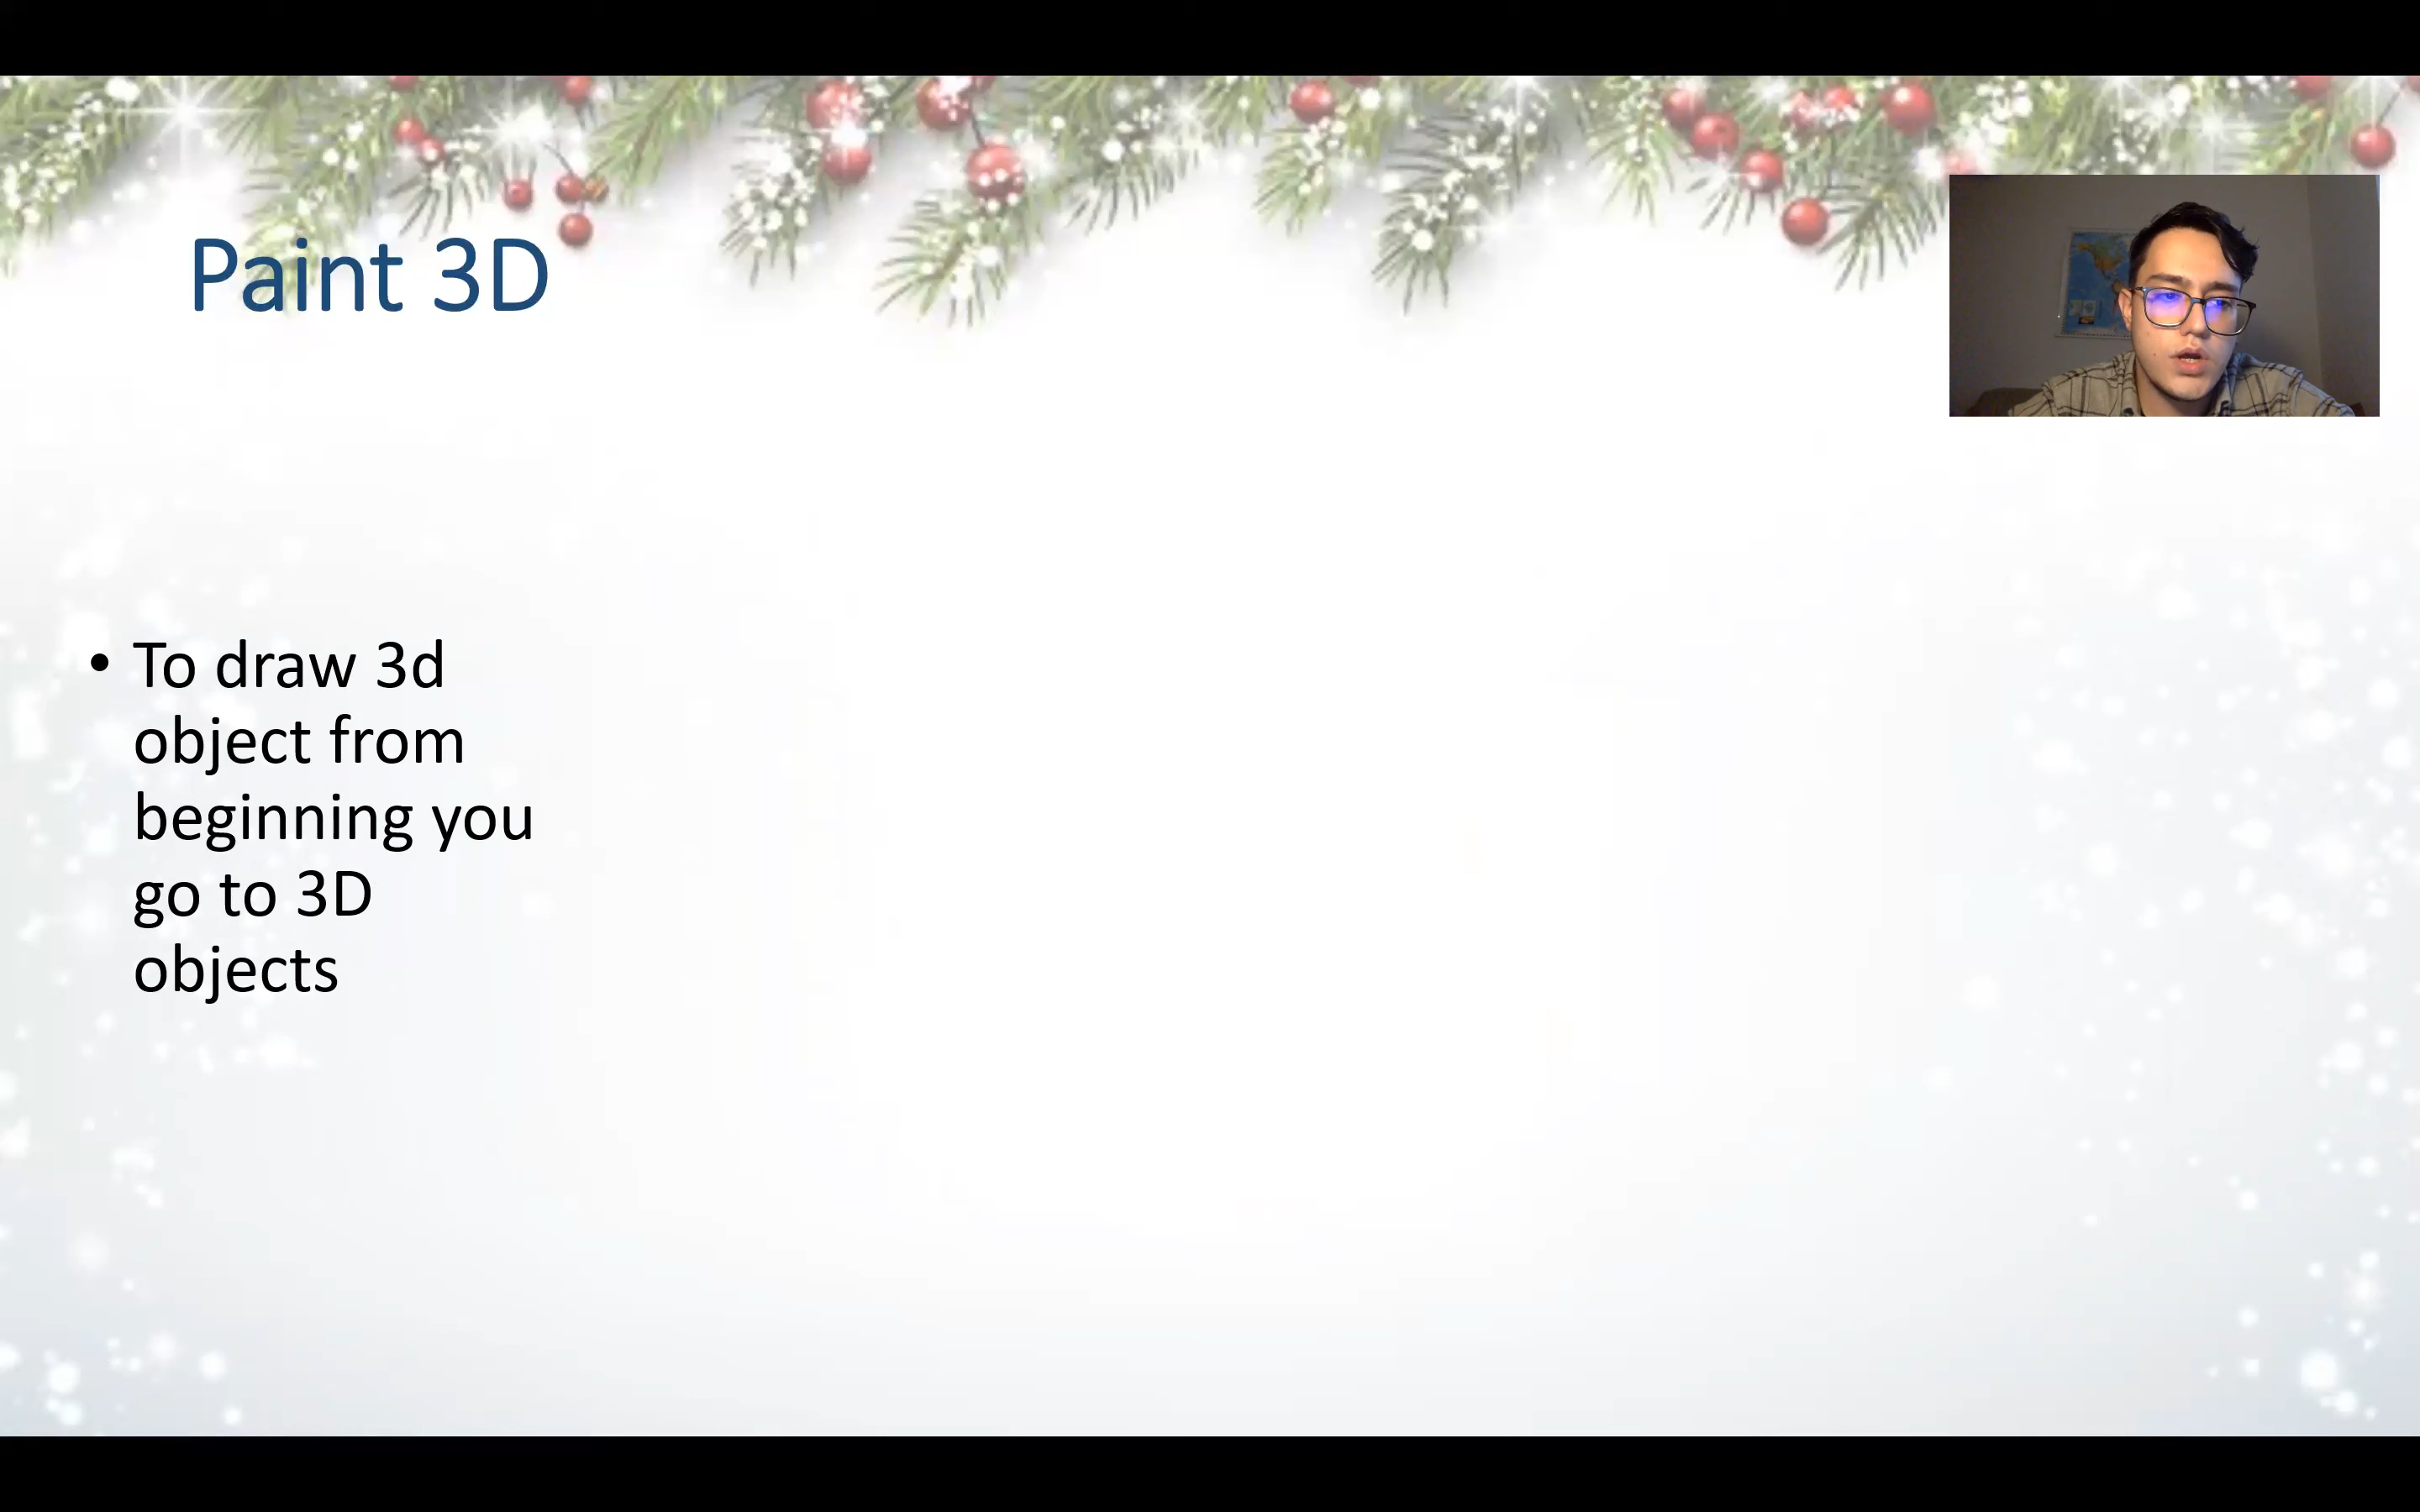 Paint 3D
• To draw 3d
object from
beginning you
go to 3D
objects